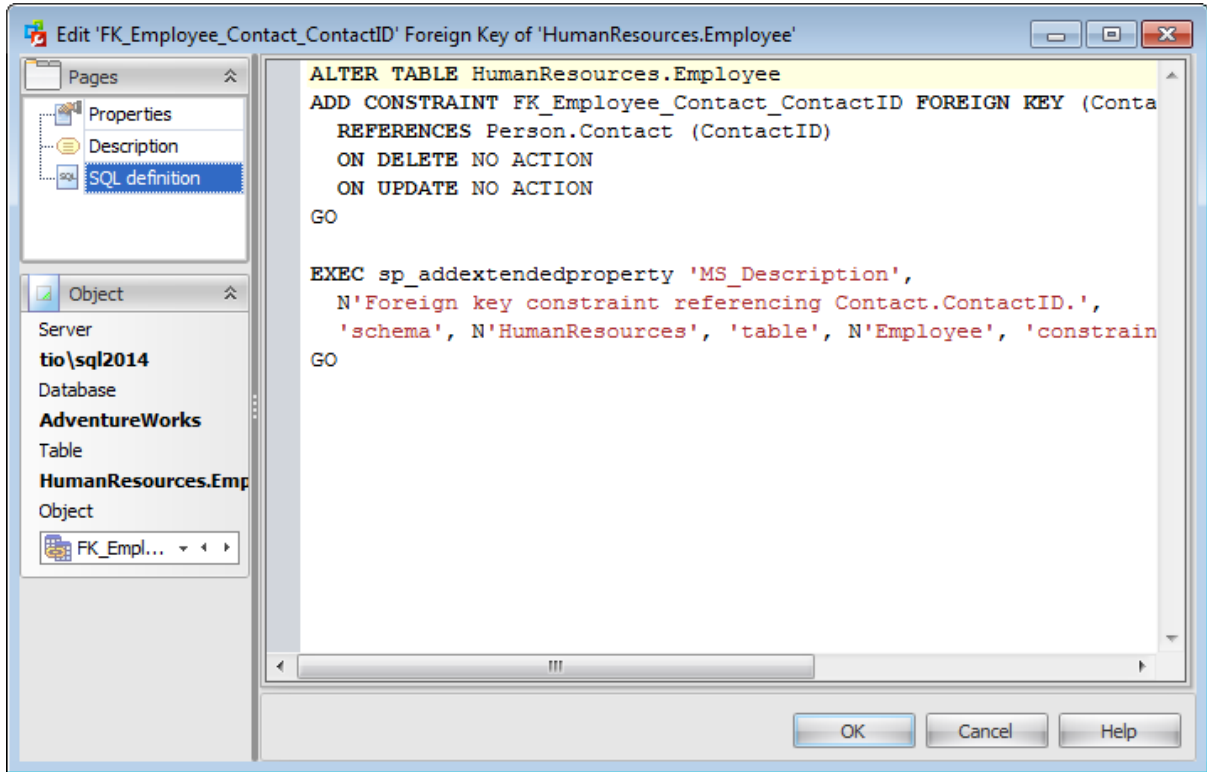 Edit 'FK_Employee_Contact_ContactID' Foreign Key of 'HumanResources.Employee'
Pages
Properties
Description
SQL definition
Object
Server
tio\sql2014
Database
AdventureWorks
Table
HumanResources.Emp
Object
FK_Empl...
ALTER TABLE HumanResources.Employee
ADD CONSTRAINT FK_Employee_Contact_ContactID FOREIGN KEY (Conta
REFERENCES Person.Contact (ContactID)
ON DELETE NO ACTION
ON UPDATE NO ACTION
GO
EXEC sp_addextendedproperty 'MS_Description',
N'Foreign key constraint referencing Contact.ContactID.',
'schema', N'HumanResources', 'table', N'Employee', 'constrain
GO
OK
Cancel
Help